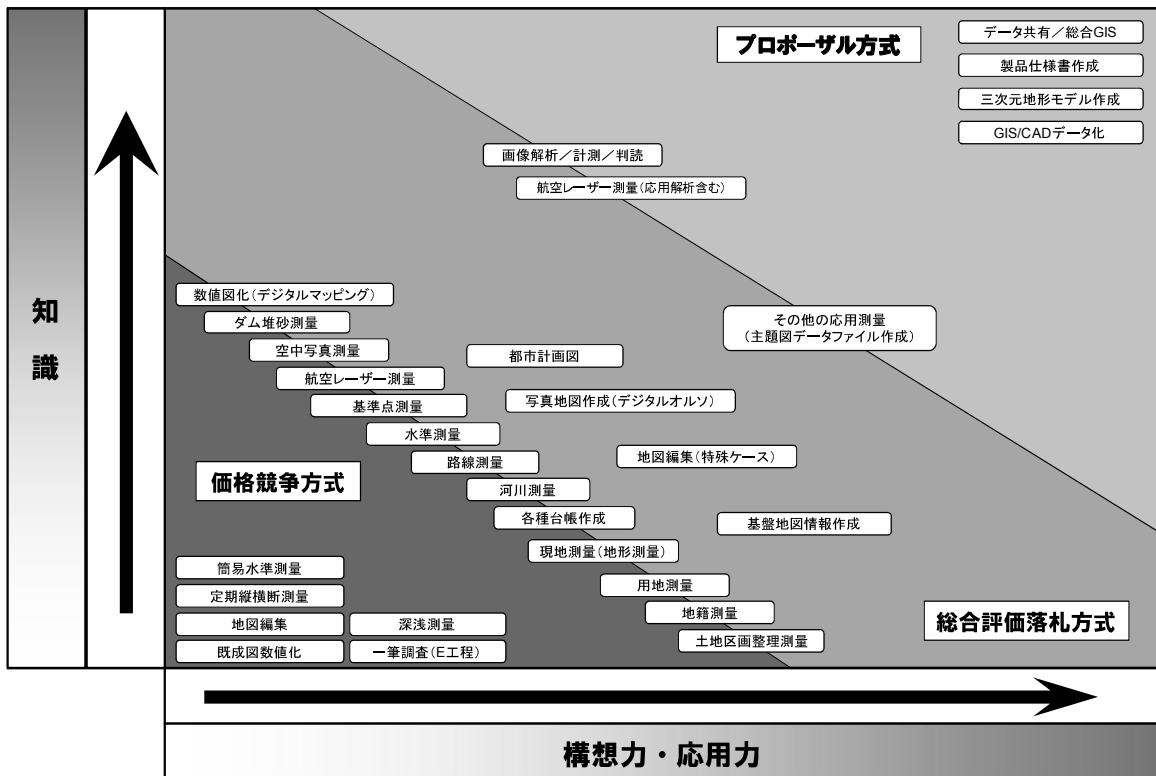 プロポーザル方式
データ共有／総合GIS
製品仕様書作成
三次元地形モデル作成
GIS/CADデータ化
画像解析／計測／判読
航空レーザー測量(応用解析含む)
知識
数値図化(デジタルマッピング)
ダム堆砂測量
空中写真測量
航空レーザー測量
基準点測量
水準測量
路線測量
河川測量
各種台帳作成
現地測量(地形測量)
用地測量
地籍測量
土地区画整理測量
その他の応用測量
(主題図データファイル作成)
都市計画図
写真地図作成(デジタルオルソ)
地図編集(特殊ケース)
基盤地図情報作成
価格競争方式
総合評価落札方式
簡易水準測量
定期縦横断測量
地図編集
深浅測量
既成図数値化
一筆調査(E工程)
構想力・応用力